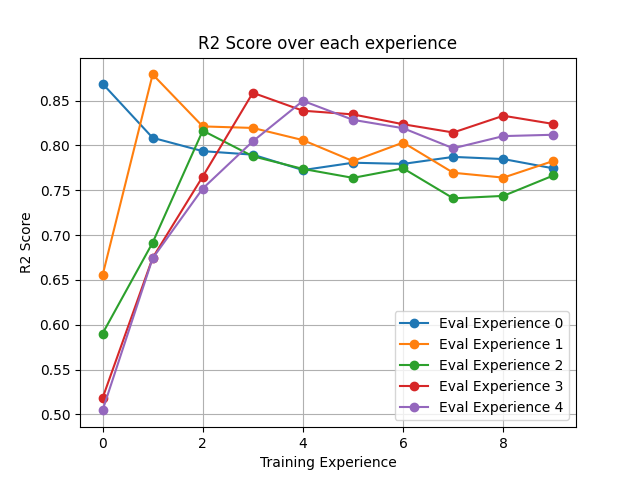 R2 Score over each experience
R2 Score
0.85
0.80
0.75
0.70
0.65
0.60
0.55
0.50
Eval Experience 0
Eval Experience 1
Eval Experience 2
Eval Experience 3
Eval Experience 4
0 2 4 6 8
Training Experience